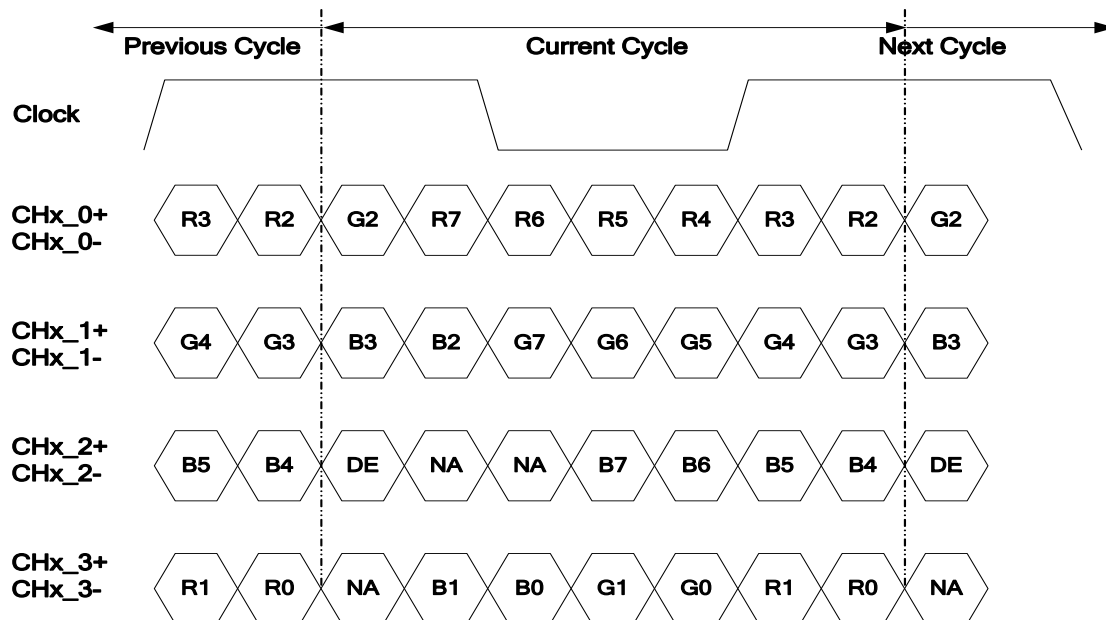 Previous Cycle Current Cycle Next Cycle
Clock
CHx_0+
CHx_0-
R3 R2 G2 R7 R6 R5 R4 R3 R2 G2
CHx_1+
CHx_1-
G4 G3 B3 B2 G7 G6 G5 G4 G3 B3
CHx_2+
CHx_2-
B5 B4 DE NA NA B7 B6 B5 B4 DE
CHx_3+
CHx_3-
R1 R0 NA B1 B0 G1 G0 R1 R0 NA